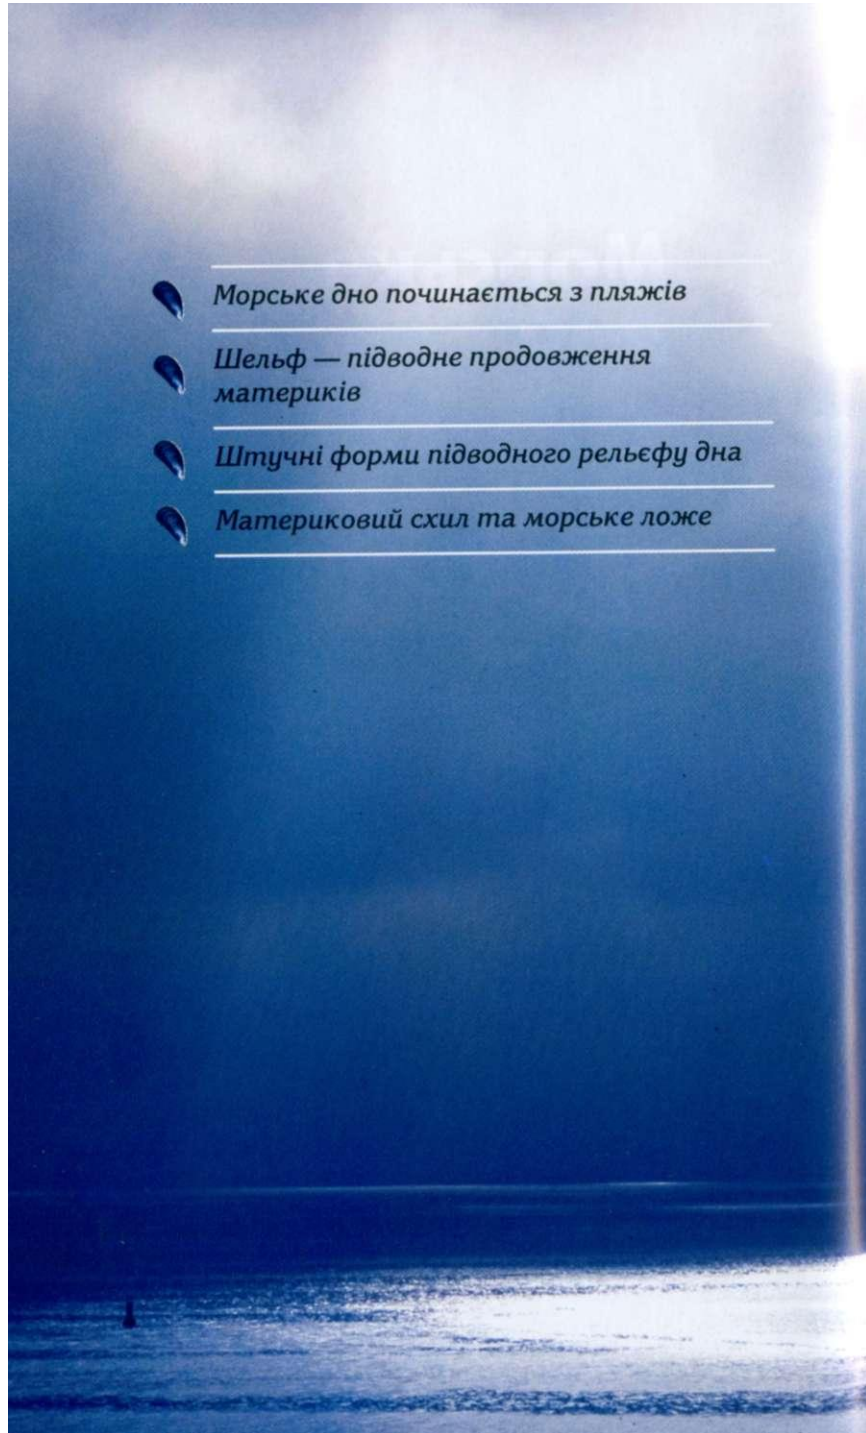 Морське дно починається з пляжів
Шельф — підводне продовження
материків
Штучні форми підводного рельєфу дна
Материковий схил та морське ложе